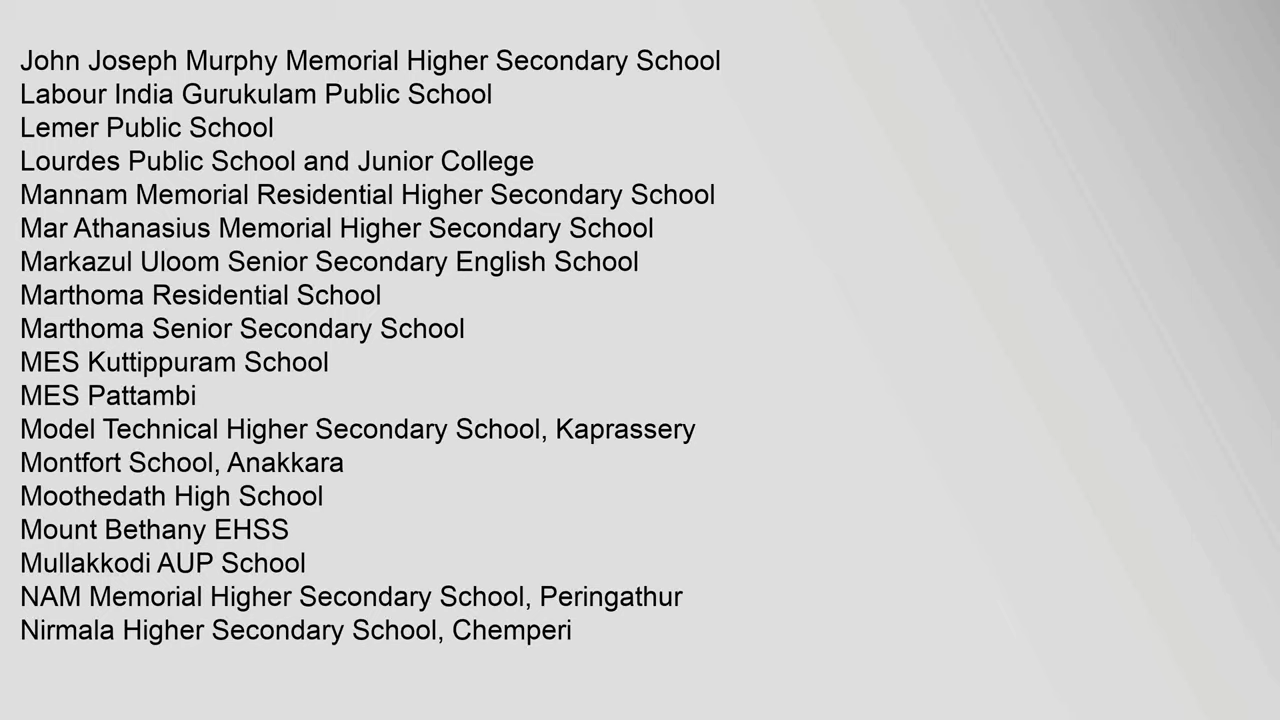 John Joseph Murphy Memorial Higher Secondary School
Labour India Gurukulam Public School
Lemer Public School
Lourdes Public School and Junior College
Mannam Memorial Residential Higher Secondary School
Mar Athanasius Memorial Higher Secondary School
Markazul Uloom Senior Secondary English School
Marthoma Residential School
Marthoma Senior Secondary School
MES Kuttippuram School
MES Pattambi
Model Technical Higher Secondary School, Kaprassery
Montfort School, Anakkara
Moothedath High School
Mount Bethany EHSS
Mullakkodi AUP School
NAM Memorial Higher Secondary School, Peringathur
Nirmala Higher Secondary School, Chemperi